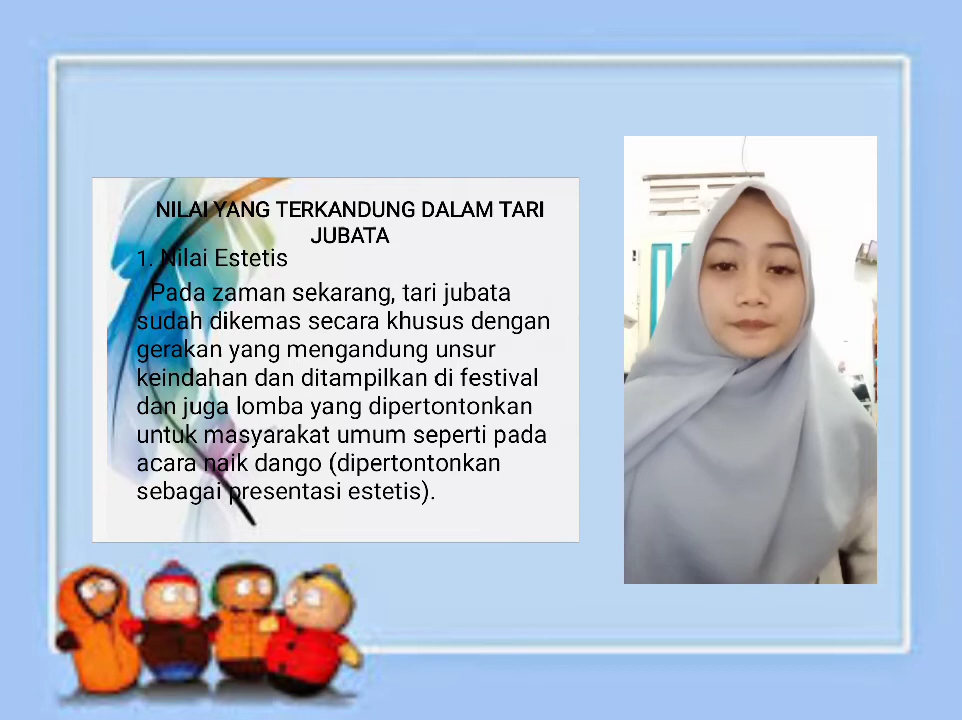 NILAI YANG TERKANDUNG DALAM TARI
JUBATA
1. Nilai Estetis
Pada zaman sekarang, tari jubata
sudah dikemas secara khusus dengan
gerakan yang mengandung unsur
keindahan dan ditampilkan di festival
dan juga lomba yang dipertontonkan
untuk masyarakat umum seperti pada
acara naik dango (dipertontonkan
sebagai presentasi estetis).